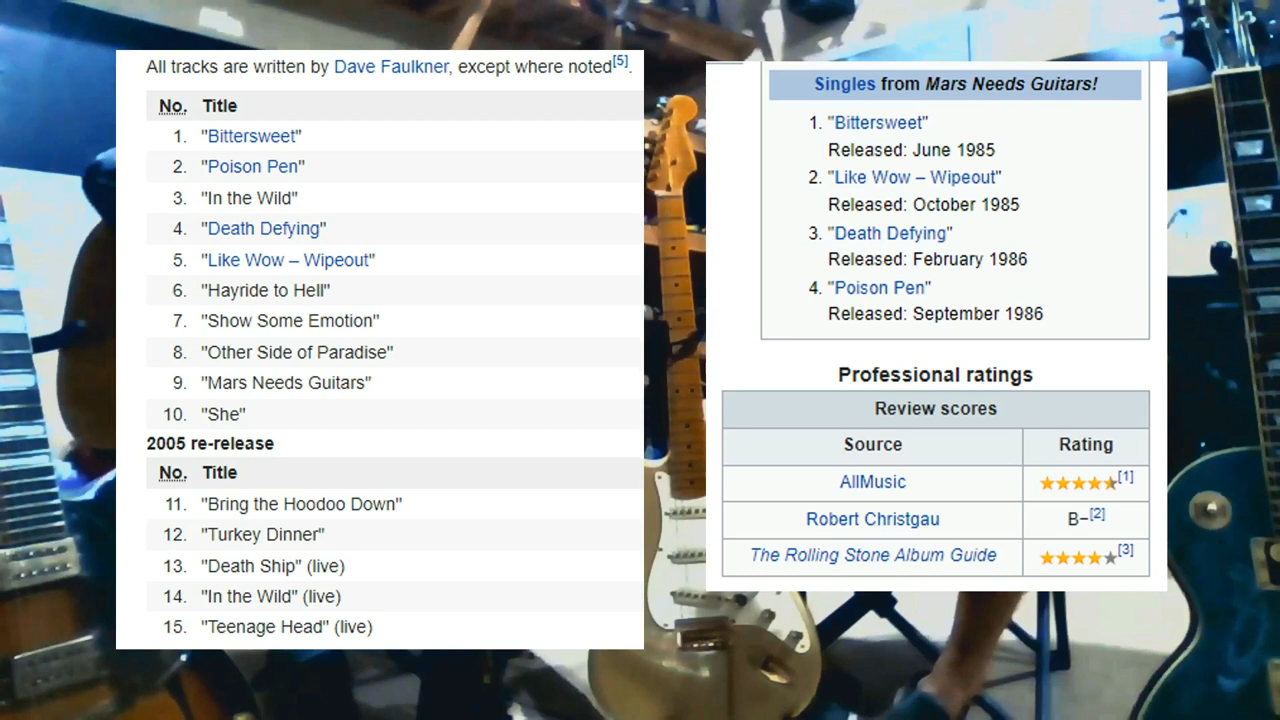 All tracks are written by Dave Faulkner, except where noted[5].
No. Title
1. "Bittersweet"
2. "Poison Pen"
3. "In the Wild"
4. "Death Defying"
5. "Like Wow – Wipeout"
6. "Hayride to Hell"
7. "Show Some Emotion"
8. "Other Side of Paradise"
9. "Mars Needs Guitars"
10. "She"
2005 re-release
No. Title
11. "Bring the Hoodoo Down"
12. "Turkey Dinner"
13. "Death Ship" (live)
14. "In the Wild" (live)
15. "Teenage Head" (live)
Singles from Mars Needs Guitars!
1. "Bittersweet"
Released: June 1985
2. "Like Wow – Wipeout"
Released: October 1985
3. "Death Defying"
Released: February 1986
4. "Poison Pen"
Released: September 1986
Professional ratings
Review scores
Source Rating
AllMusic ★★★★★[1]
Robert Christgau B−[2]
The Rolling Stone Album Guide ★★★★★[3]